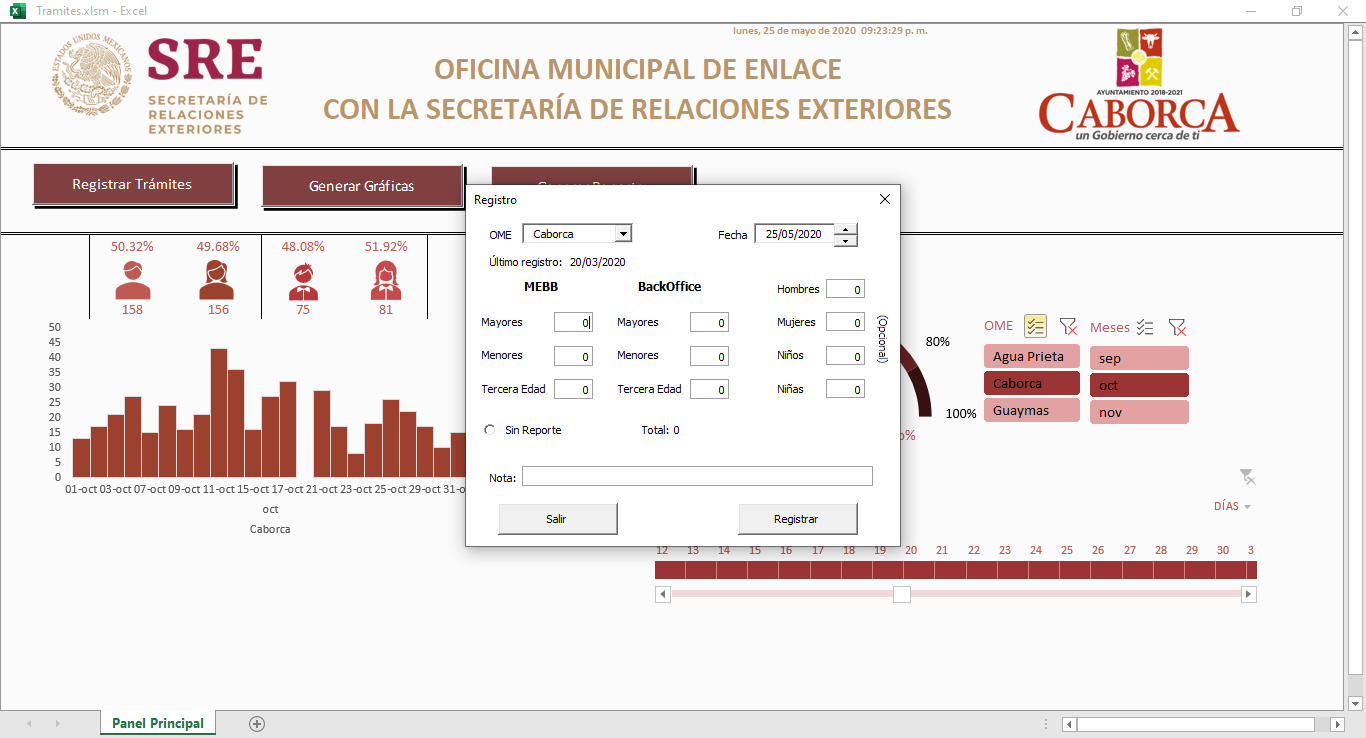 Tramites.xlsm - Excel
lunes, 25 de mayo de 2020 09:23:29 p. m.
ESTADOS UNIDOS MEXICANOS
SRE
SECRETARÍA DE
RELACIONES
EXTERIORES
OFICINA MUNICIPAL DE ENLACE
CON LA SECRETARÍA DE RELACIONES EXTERIORES
AYUNTAMIENTO 2018-2021
CABORCA
un Gobierno cerca de ti
Registrar Trámites
Generar Gráficas
50.32% 49.68% 48.08% 51.92%
158 156 75 81
50
45
40
35
30
25
20
15
10
5
0
01-oct 03-oct 07-oct 09-oct 11-oct 15-oct 17-oct 21-oct 23-oct 25-oct 29-oct 31-o
oct
Caborca
Registro
OME Caborca Fecha 25/05/2020
Último registro: 20/03/2020
MEBB BackOffice Hombres 0
Mayores 0 Mayores 0 Mujeres 0
Menores 0 Menores 0 Niños 0
Tercera Edad 0 Tercera Edad 0 Niñas 0
(Opcional)
Sin Reporte Total: 0
Nota:
Salir Registrar
80%
100%
%
OME Meses
Agua Prieta sep
Caborca oct
Guaymas nov
DÍAS
12 13 14 15 16 17 18 19 20 21 22 23 24 25 26 27 28 29 30 3
Panel Principal